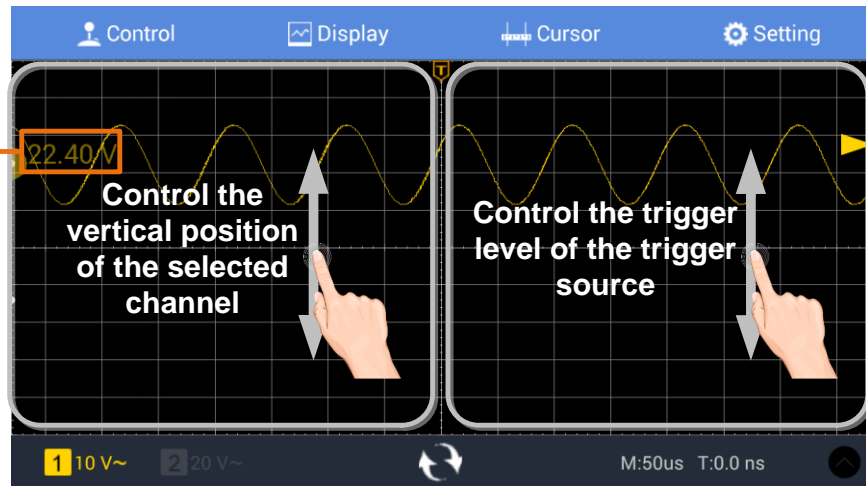 Control
Display
Cursor
Setting
T
22.40 V
Control the
vertical position
of the selected
channel
Control the trigger
level of the trigger
source
1 10 V~
2 20 V~
M:50us T:0.0 ns